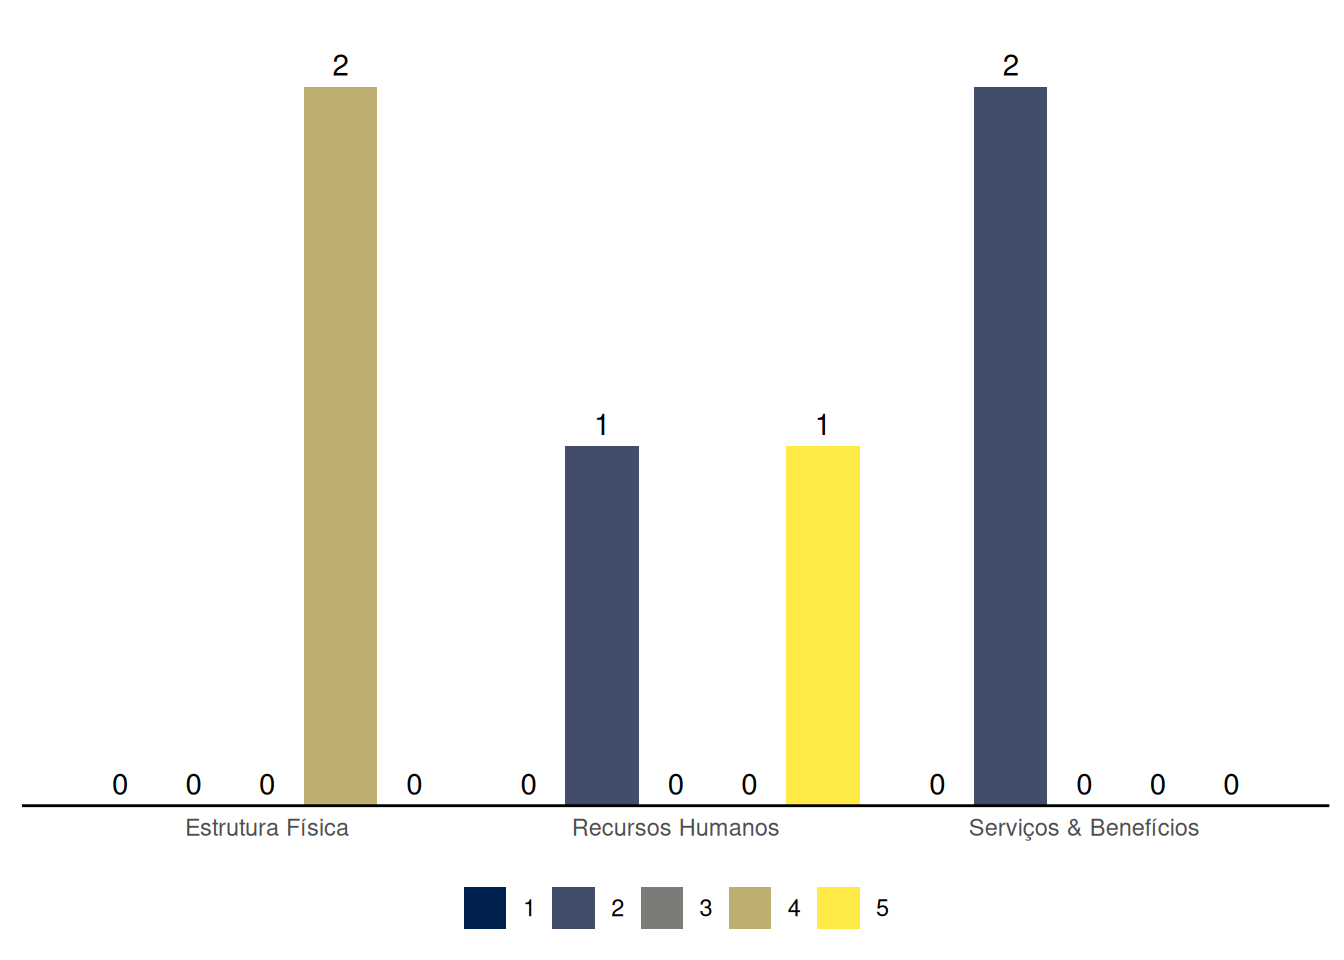 2 2
1 1
0 0 0 0 0 0 0 0 0 0 0
Estrutura Física Recursos Humanos Serviços & Benefícios
1 2 3 4 5